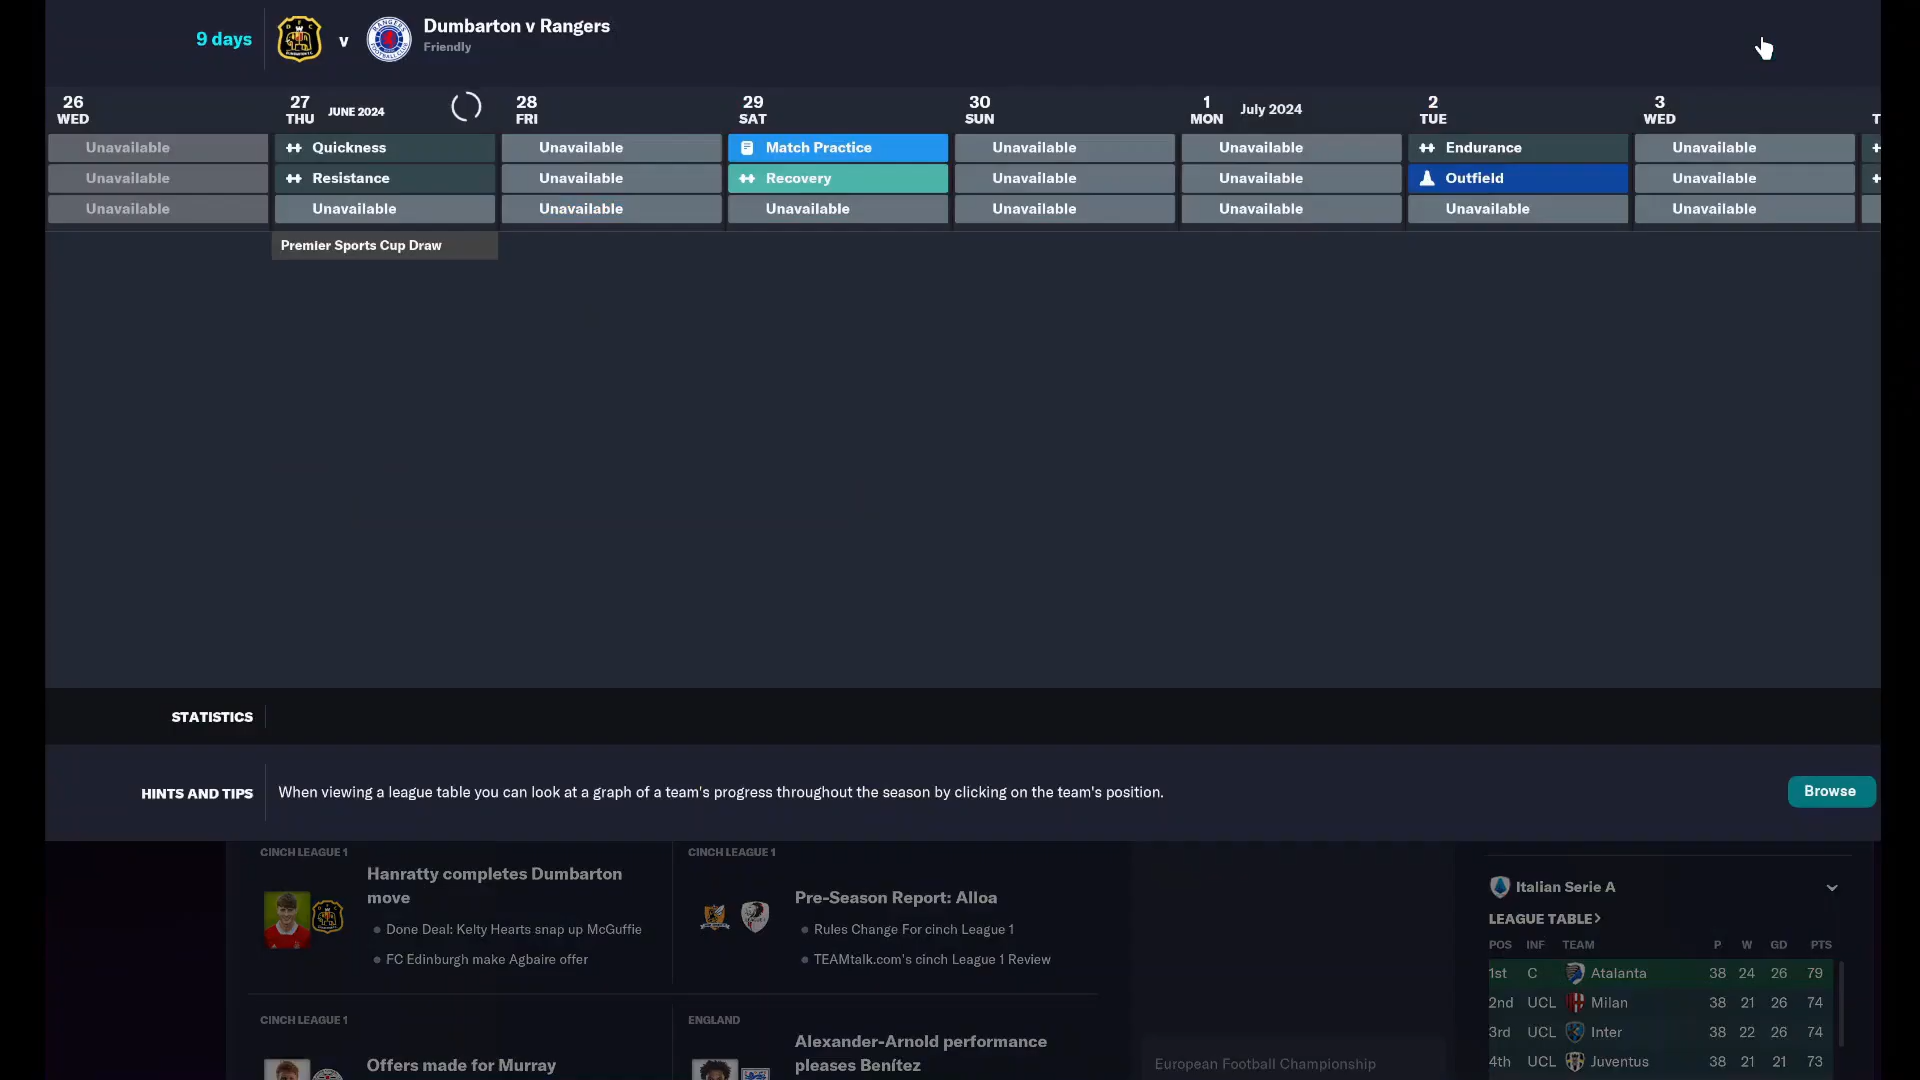 9 days
v
Dumbarton v Rangers
Friendly
26 WED
27 THU JUNE 2024
28 FRI
29 SAT
30 SUN
1 MON July 2024
2 TUE
3 WED
T
Unavailable Quickness Unavailable Match Practice Unavailable Unavailable Endurance Unavailable
Unavailable Resistance Unavailable Recovery Unavailable Unavailable Outfield Unavailable
Unavailable Unavailable Unavailable Unavailable Unavailable Unavailable Unavailable Unavailable
Premier Sports Cup Draw
STATISTICS
HINTS AND TIPS
When viewing a league table you can look at a graph of a team's progress throughout the season by clicking on the team's position.
Browse
CINCH LEAGUE 1
Hanratty completes Dumbarton
move
Done Deal: Kelty Hearts snap up McGuffie
FC Edinburgh make Agbaire offer
CINCH LEAGUE 1
Pre-Season Report: Alloa
Rules Change For cinch League 1
TEAMtalk.com's cinch League 1 Review
CINCH LEAGUE 1
Offers made for Murray
ENGLAND
Alexander-Arnold performance
pleases Benítez
European Football Championship
Italian Serie A
LEAGUE TABLE
POS INF TEAM P W GD PTS
1st C Atalanta 38 24 26 79
2nd UCL Milan 38 21 26 74
3rd UCL Inter 38 22 26 74
4th UCL Juventus 38 21 21 73